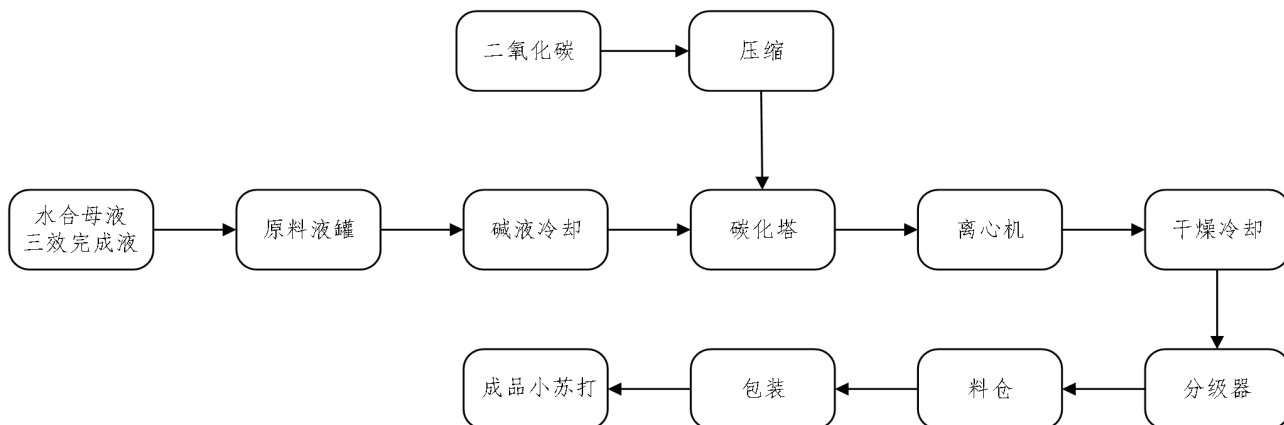 二氧化碳
压缩
水合母液
三效完成液
原料液罐
碱液冷却
碳化塔
离心机
干燥冷却
成品小苏打
包装
料仓
分级器